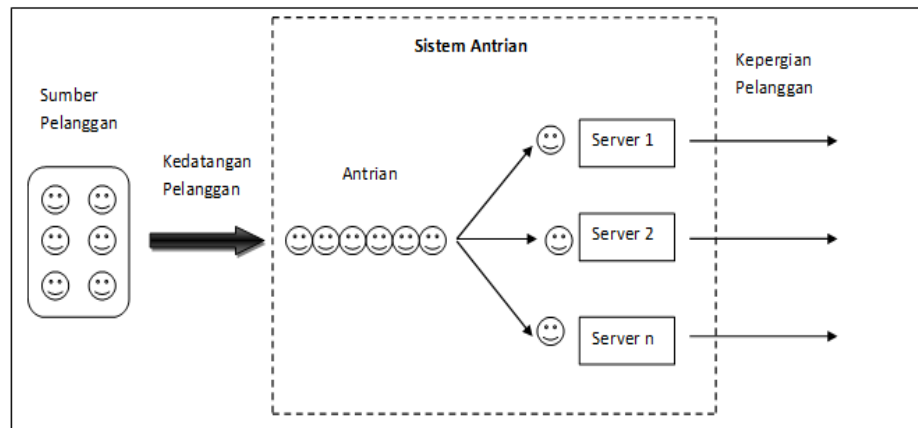 Sistem Antrian
Sumber
Pelanggan
Kedatangan
Pelanggan
Antrian
Server 1
Server 2
Server n
Kepergian
Pelanggan